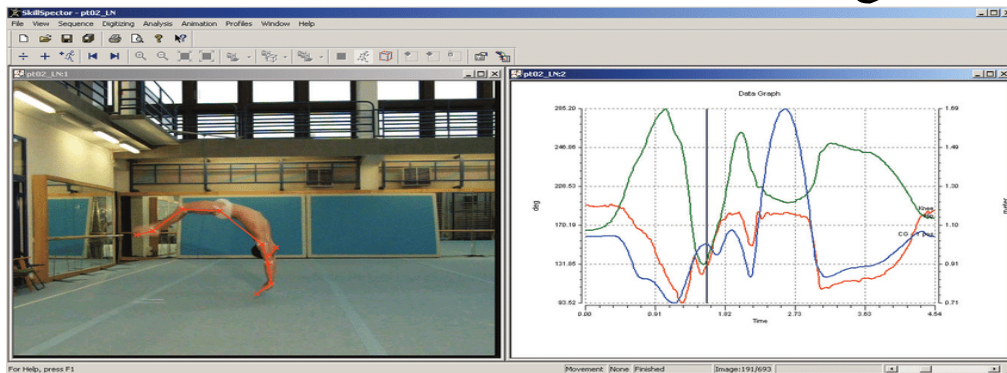 SkillSpector - pt02_LN
File View Sequence Digitizing Analysis Animation Profiles Window Help
pt02_LN:1
pt02_LN:2
Data Graph
285.20
246.86
208.53
170.19
131.86
93.52
deg
1.69
1.49
1.30
1.10
0.91
0.71
meter
Knee
CG
0.00 0.91 1.82 2.73 3.63 4.54
Time
For Help, press F1
Movement None Finished Image:191/693